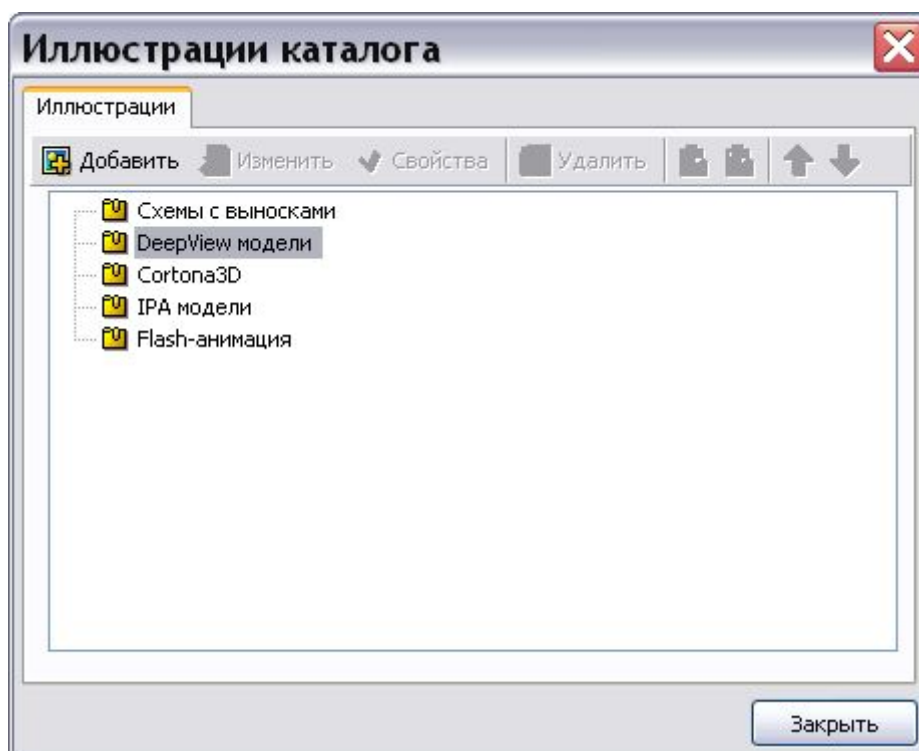 Иллюстрации каталога
Иллюстрации
Добавить Изменить Свойства Удалить
Схемы с выносками
DeepView модели
Cortona3D
IPA модели
Flash-анимация
Закрыть